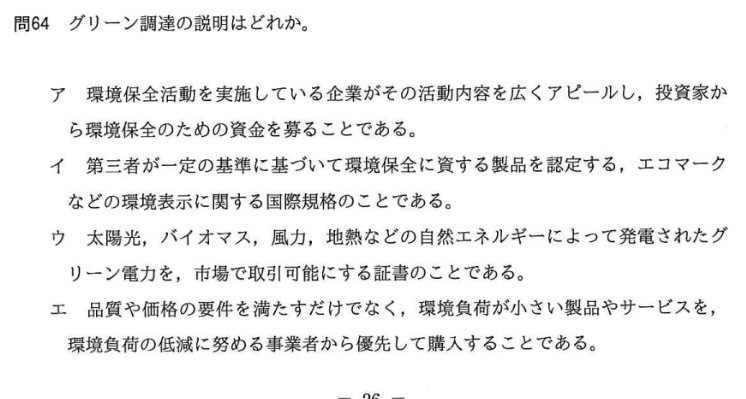 問64 グリーン調達の説明はどれか。
ア 環境保全活動を実施している企業がその活動内容を広くアピールし，投資家か
ら環境保全のための資金を募ることである。
イ 第三者が一定の基準に基づいて環境保全に資する製品を認定する，エコマーク
などの環境表示に関する国際規格のことである。
ウ 太陽光，バイオマス，風力，地熱などの自然エネルギーによって発電されたグ
リーン電力を，市場で取引可能にする証書のことである。
エ 品質や価格の要件を満たすだけでなく，環境負荷が小さい製品やサービスを，
環境負荷の低減に努める事業者から優先して購入することである。
― 26 ―